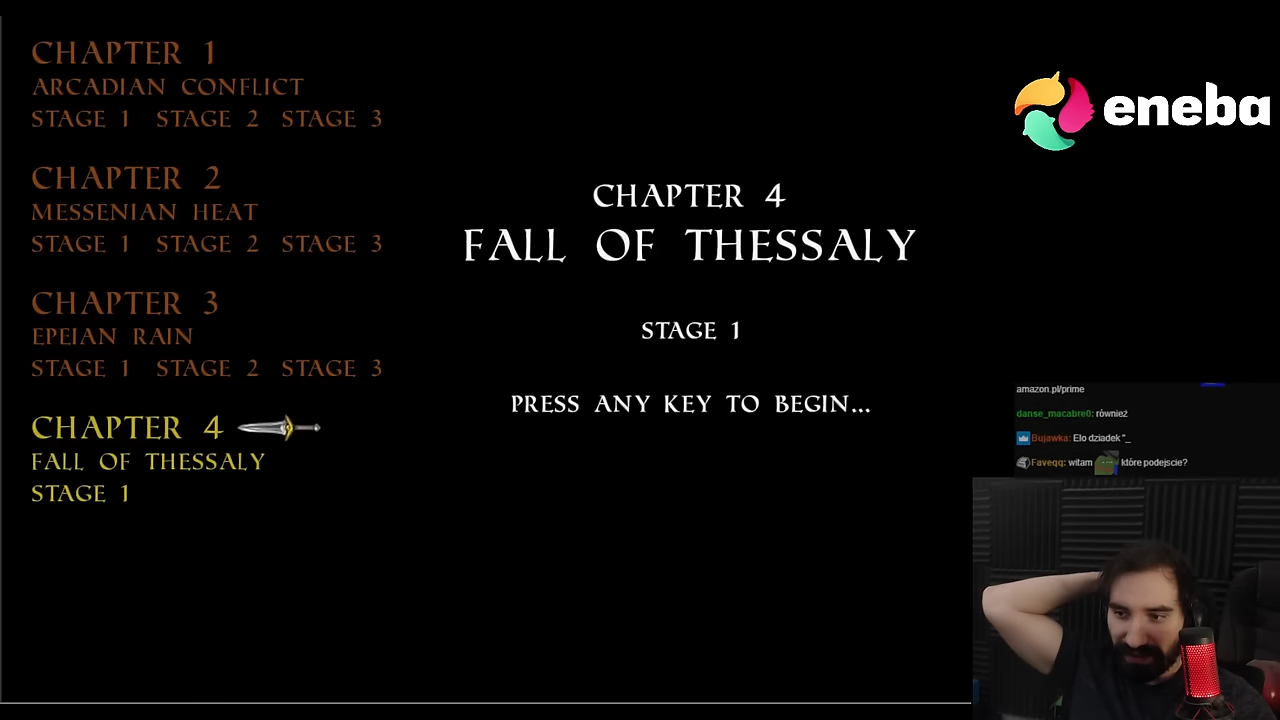 CHAPTER 1
ARCADIAN CONFLICT
STAGE 1 STAGE 2 STAGE 3
CHAPTER 2
MESSENIAN HEAT
STAGE 1 STAGE 2 STAGE 3
CHAPTER 3
EPEIAN RAIN
STAGE 1 STAGE 2 STAGE 3
CHAPTER 4
FALL OF THESSALY
STAGE 1
CHAPTER 4
FALL OF THESSALY
STAGE 1
PRESS ANY KEY TO BEGIN...
eneba
amazon.pl/prime
danse_macabre0: również
Bujawka: Elo dziadek "_
Faveqq: witam które podejscie?